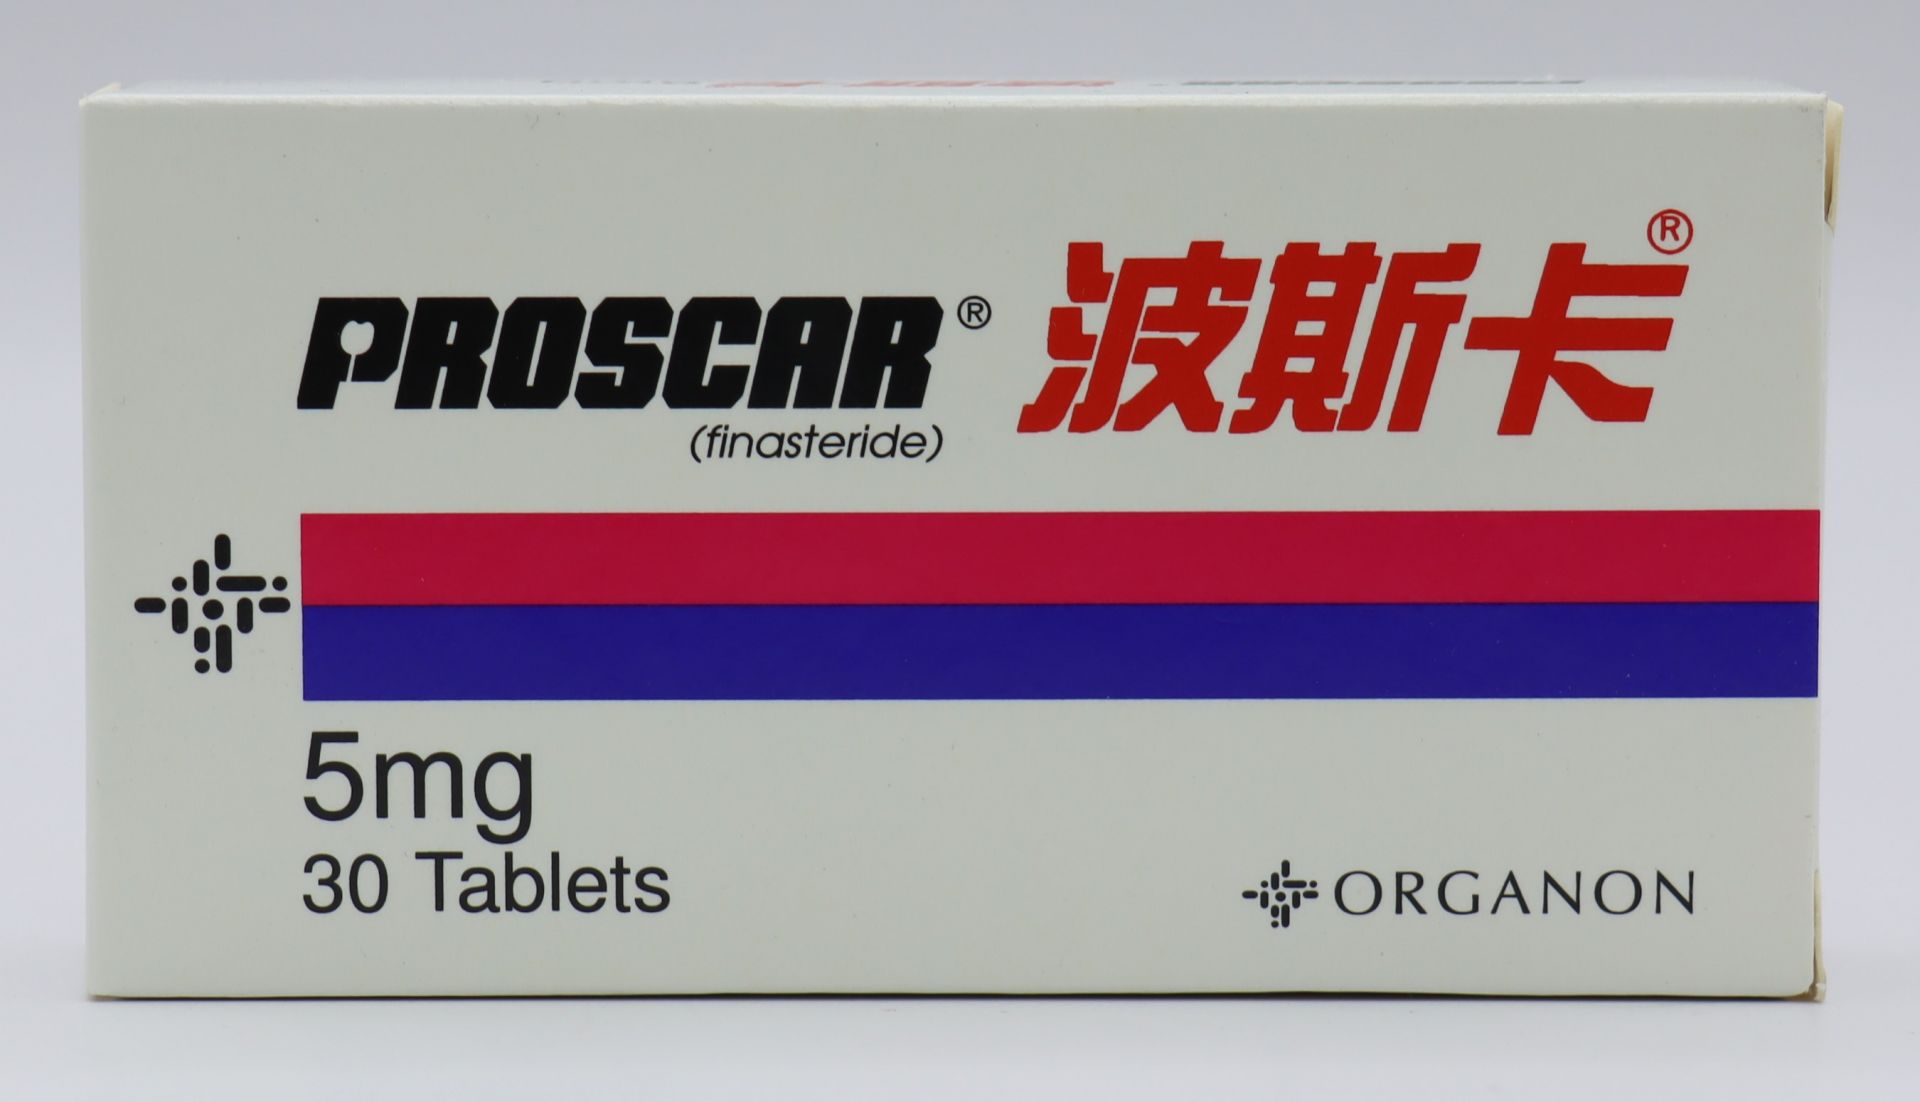 PROSCAR® 波斯卡®
(finasteride)
5mg
30 Tablets
ORGANON